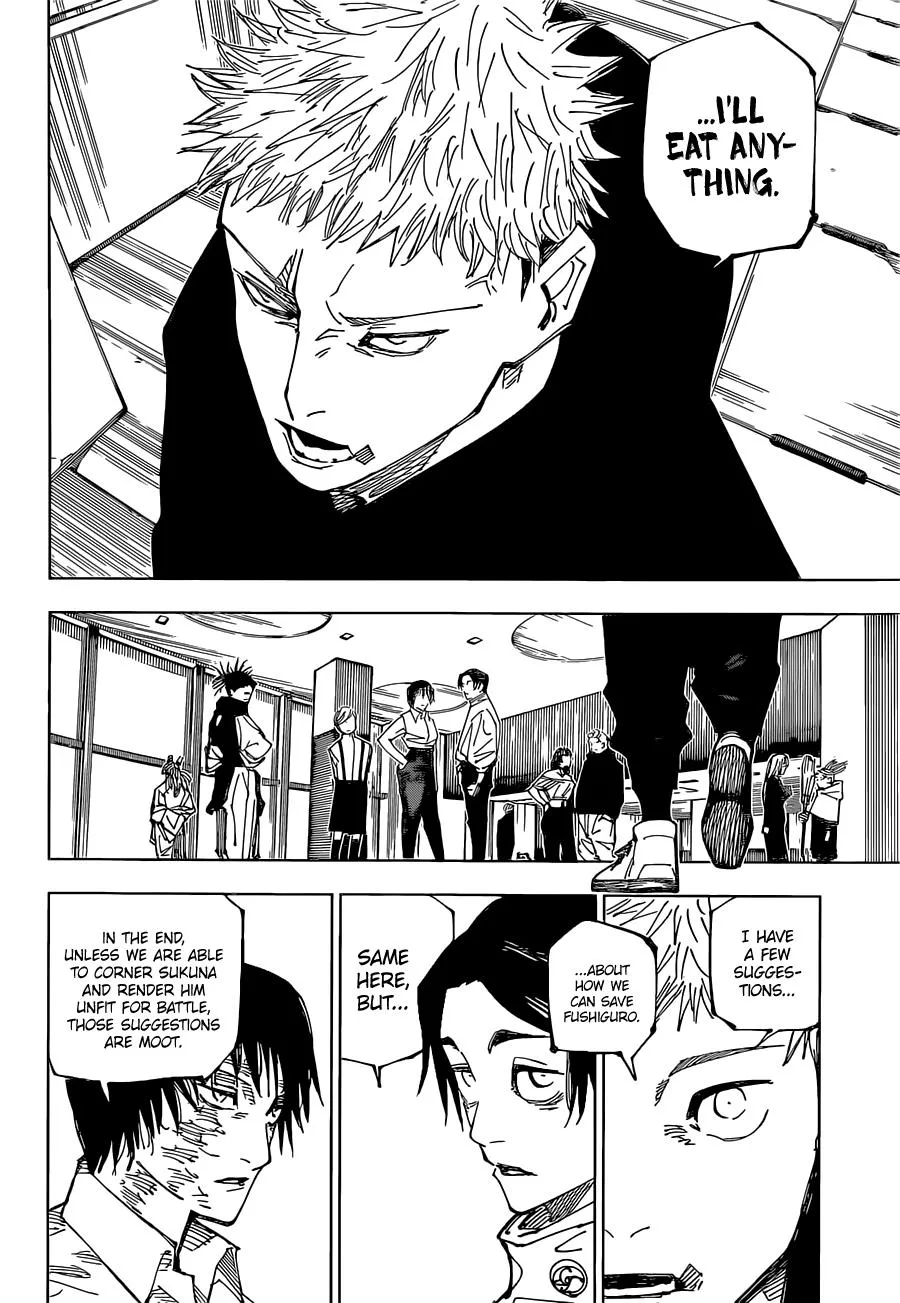 ...I'LL
EAT ANY-
THING.
I HAVE
A FEW
SUGGES-
TIONS...
...ABOUT
HOW WE
CAN SAVE
FUSHIGURO.
SAME
HERE,
BUT...
IN THE END,
UNLESS WE ARE ABLE
TO CORNER SUKUNA
AND RENDER HIM
UNFIT FOR BATTLE,
THOSE SUGGESTIONS
ARE MOOT.